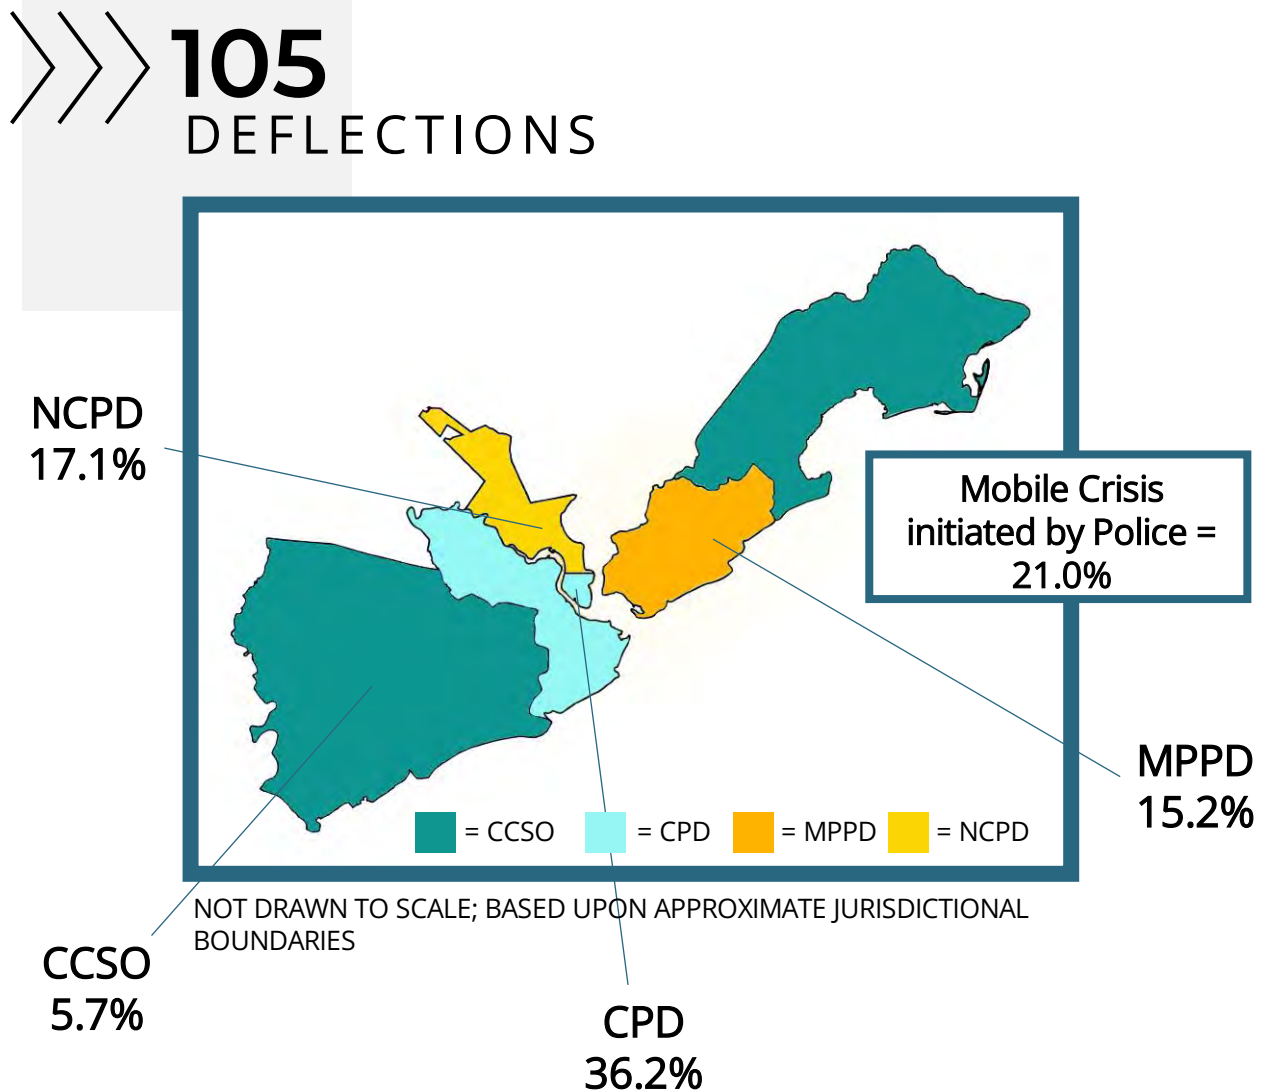 105
DEFLECTIONS
NCPD
17.1%
Mobile Crisis
initiated by Police =
21.0%
MPPD
15.2%
= CCSO
= CPD
= MPPD
= NCPD
NOT DRAWN TO SCALE; BASED UPON APPROXIMATE JURISDICTIONAL
BOUNDARIES
CCSO
5.7%
CPD
36.2%